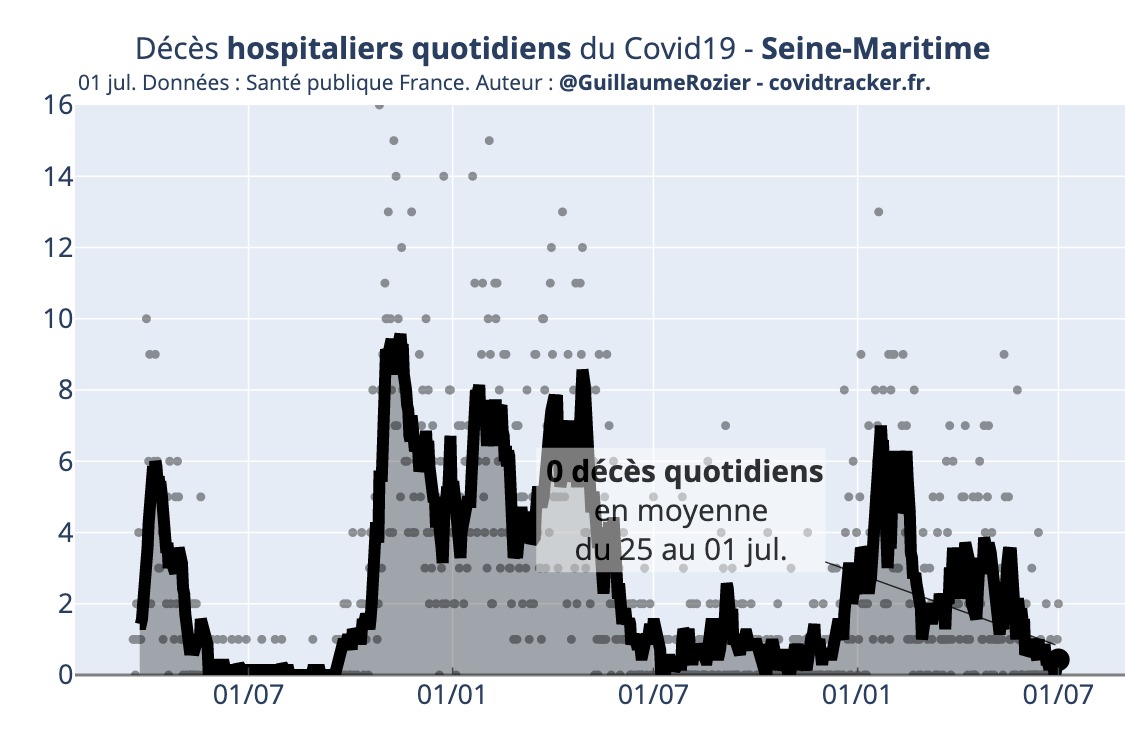 Décès hospitaliers quotidiens du Covid19 - Seine-Maritime
01 jul. Données : Santé publique France. Auteur : @GuillaumeRozier - covidtracker.fr.
16
14
12
10
8
6
4
2
0
0 décès quotidiens
en moyenne
du 25 au 01 jul.
01/07
01/01
01/07
01/01
01/07